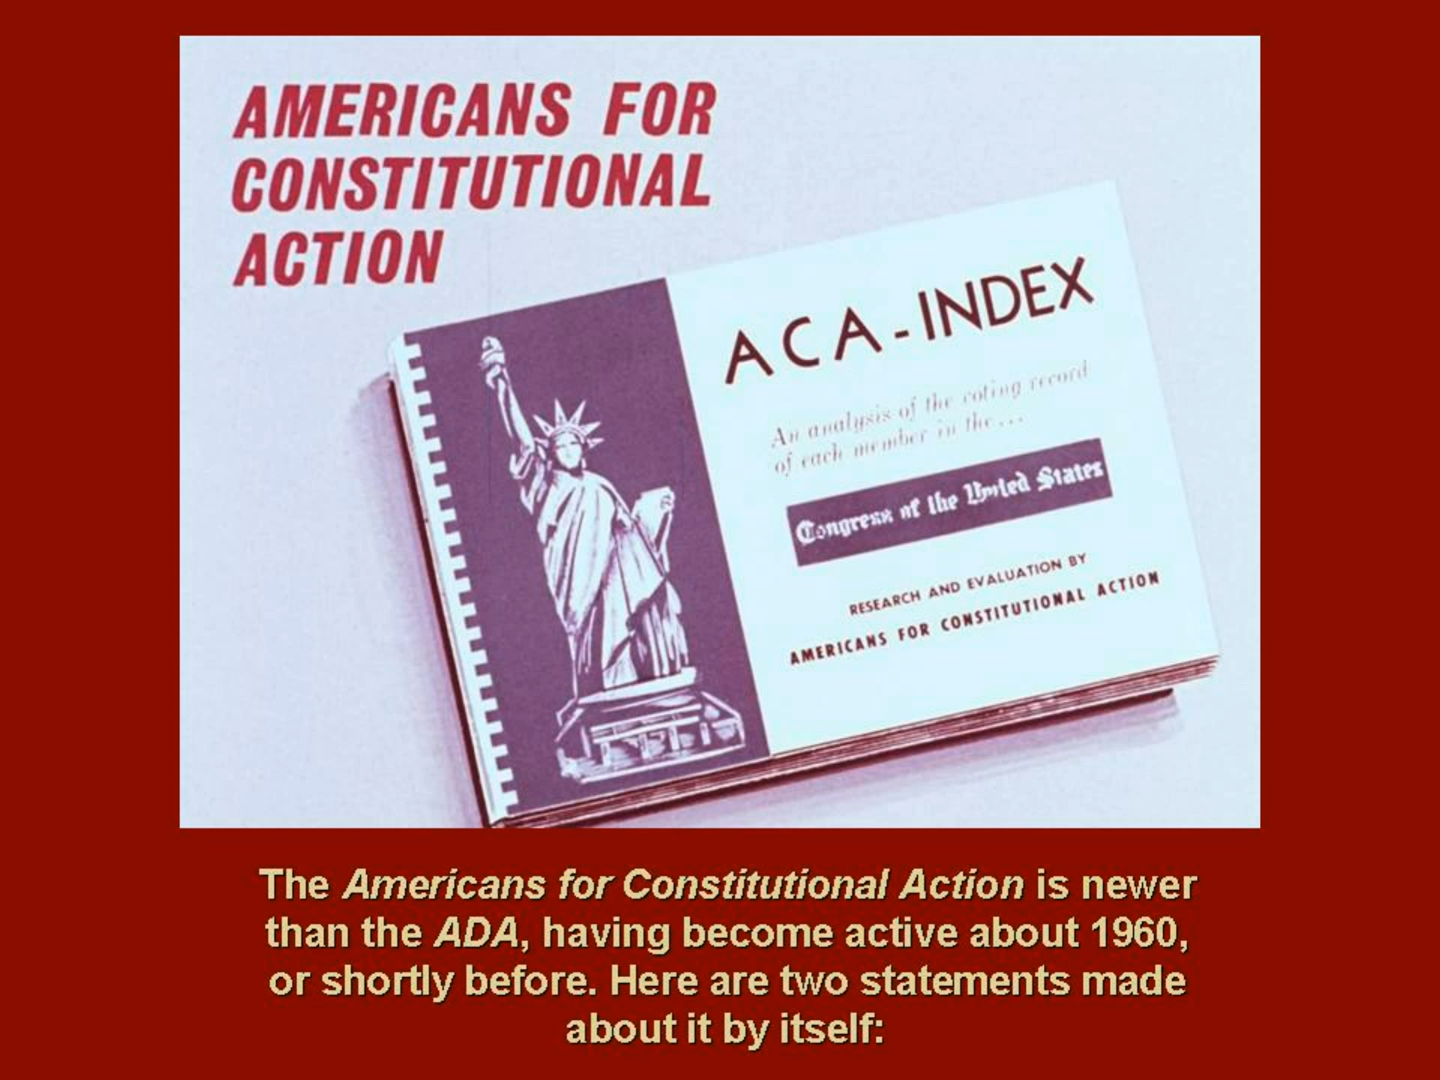 AMERICANS FOR
CONSTITUTIONAL
ACTION
ACA-INDEX
An analysis of the voting record
of each member in the...
Congress of the United States
RESEARCH AND EVALUATION BY
AMERICANS FOR CONSTITUTIONAL ACTION
The Americans for Constitutional Action is newer
than the ADA, having become active about 1960,
or shortly before. Here are two statements made
about it by itself: